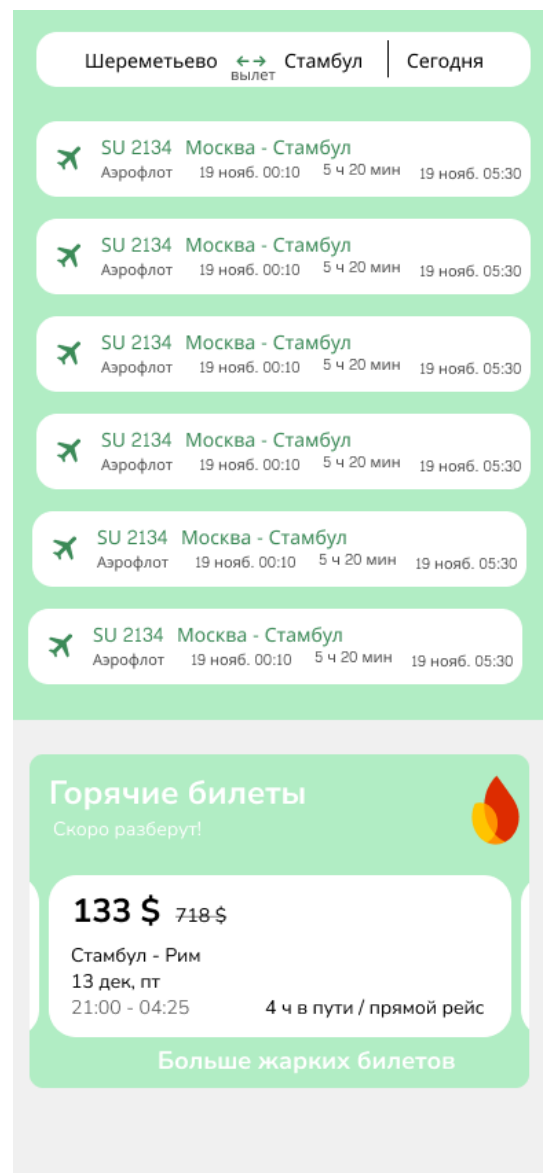 Шереметьево вылет Стамбул Сегодня
SU 2134 Москва - Стамбул
Аэрофлот 19 нояб. 00:10 5 ч 20 мин 19 нояб. 05:30
SU 2134 Москва - Стамбул
Аэрофлот 19 нояб. 00:10 5 ч 20 мин 19 нояб. 05:30
SU 2134 Москва - Стамбул
Аэрофлот 19 нояб. 00:10 5 ч 20 мин 19 нояб. 05:30
SU 2134 Москва - Стамбул
Аэрофлот 19 нояб. 00:10 5 ч 20 мин 19 нояб. 05:30
SU 2134 Москва - Стамбул
Аэрофлот 19 нояб. 00:10 5 ч 20 мин 19 нояб. 05:30
SU 2134 Москва - Стамбул
Аэрофлот 19 нояб. 00:10 5 ч 20 мин 19 нояб. 05:30
Горячие билеты
Скоро разберут!
133 $ 718 $
Стамбул - Рим
13 дек, пт
21:00 - 04:25 4 ч в пути / прямой рейс
Больше жарких билетов